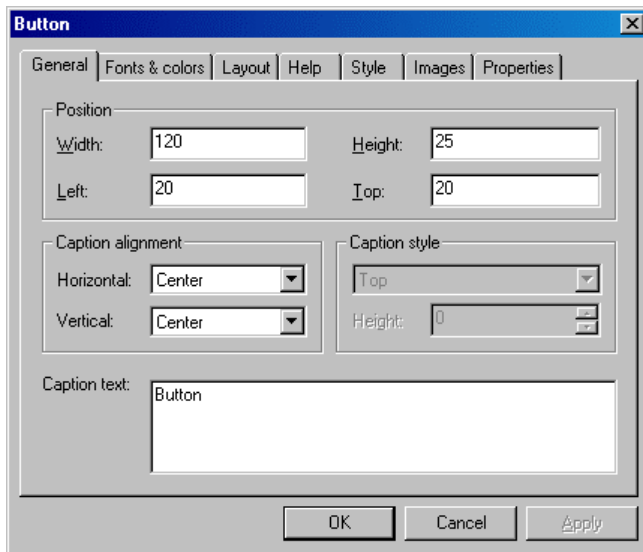 Button
General Fonts & colors Layout Help Style Images Properties
Position
Width: 120 Height: 25
Left: 20 Top: 20
Caption alignment Caption style
Horizontal: Center Top
Vertical: Center Height: 0
Caption text: Button
OK Cancel Apply